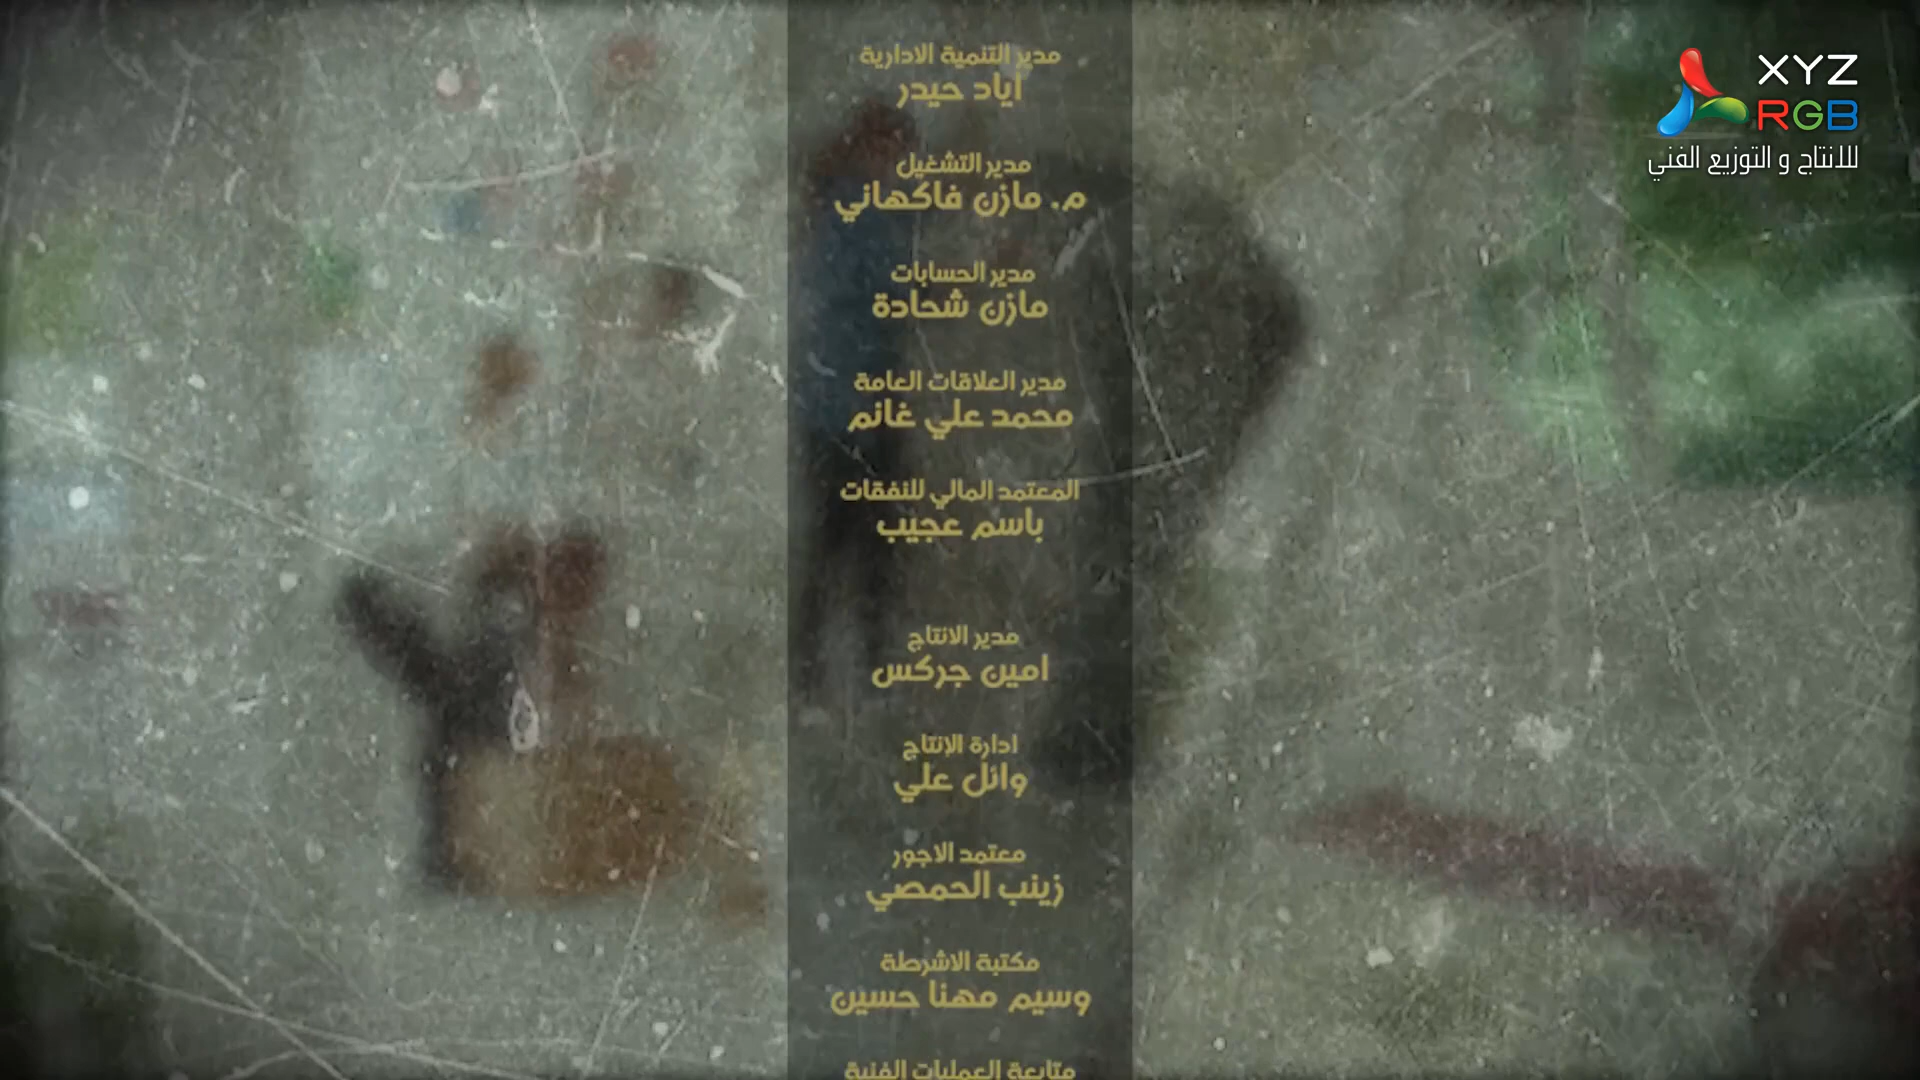 مدير التنمية الادارية
اياد حيدر
مدير التشغيل
م. مازن فاكهاني
مدير الحسابات
مازن شحادة
مدير العلاقات العامة
محمد علي غانم
المعتمد المالي للنفقات
باسم عجيب
مدير الانتاج
امين جركس
ادارة الإنتاج
وائل علي
معتمد الاجور
زينب الحمصي
مكتبة الاشرطة
وسيم مهنا حسين
متابعة العمليات الفنية
XYZ
RGB
للانتاج و التوزيع الفني